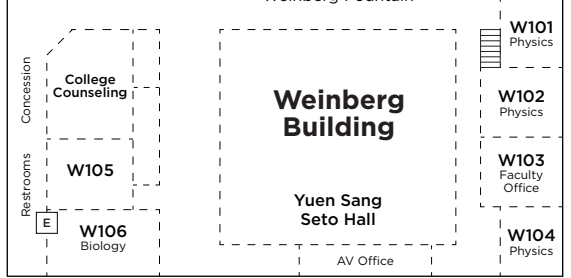 Weinberg Fountain
W101
Physics
Concession
College
Counseling
Weinberg
Building
W102
Physics
Restrooms
W105
W103
Faculty
Office
Yuen Sang
Seto Hall
E
W106
Biology
W104
Physics
AV Office